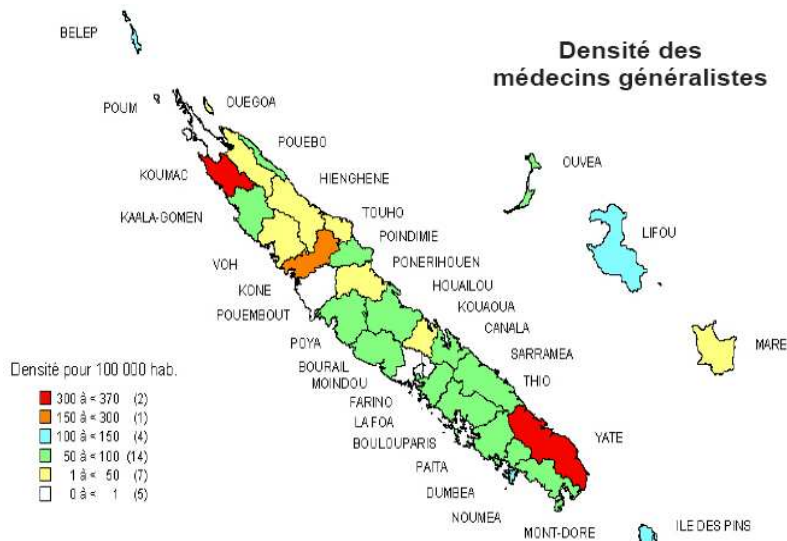 BELEP
Densité des
médecins généralistes
POUM
OUEGOA
POUEBO
OUVEA
KOUMAC
HIENGHENE
KAALA-GOMEN
TOUHO
LIFOU
POINDIMIE
VOH
PONERIHOUEN
KONE
HOUAILOU
POUEMBOUT
KOUAOUA
CANALA
POYA
SARRAMEA
MARE
BOURAIL
THIO
MOINDOU
FARINO
LA FOA
YATE
BOULOUPARIS
PAITA
DUMBEA
NOUMEA
MONT-DORE
ILE DES PINS
Densité pour 100 000 hab.
300 à < 370 (2)
150 à < 300 (1)
100 à < 150 (4)
50 à < 100 (14)
1 à < 50 (7)
0 à < 1 (5)